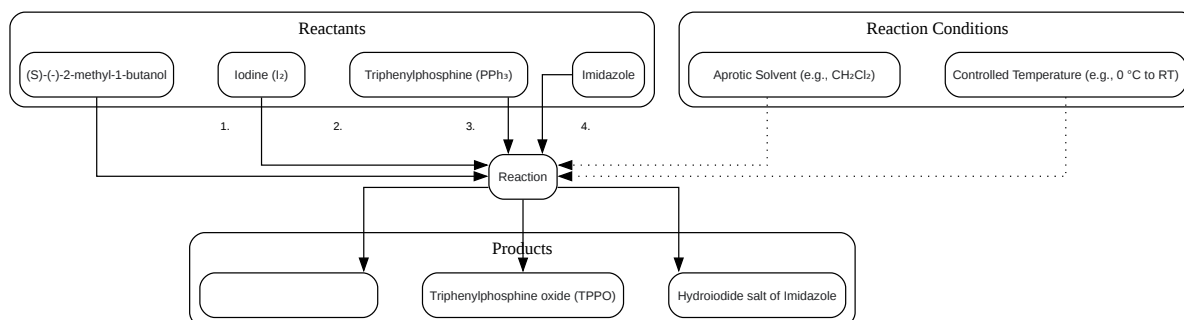 Reactants
Reaction Conditions
(S)-(-)-2-methyl-1-butanol
Iodine (I₂)
Triphenylphosphine (PPh₃)
Imidazole
Aprotic Solvent (e.g., CH₂Cl₂)
Controlled Temperature (e.g., 0 °C to RT)
1.
2.
3.
4.
Reaction
Products
Triphenylphosphine oxide (TPPO)
Hydroiodide salt of Imidazole